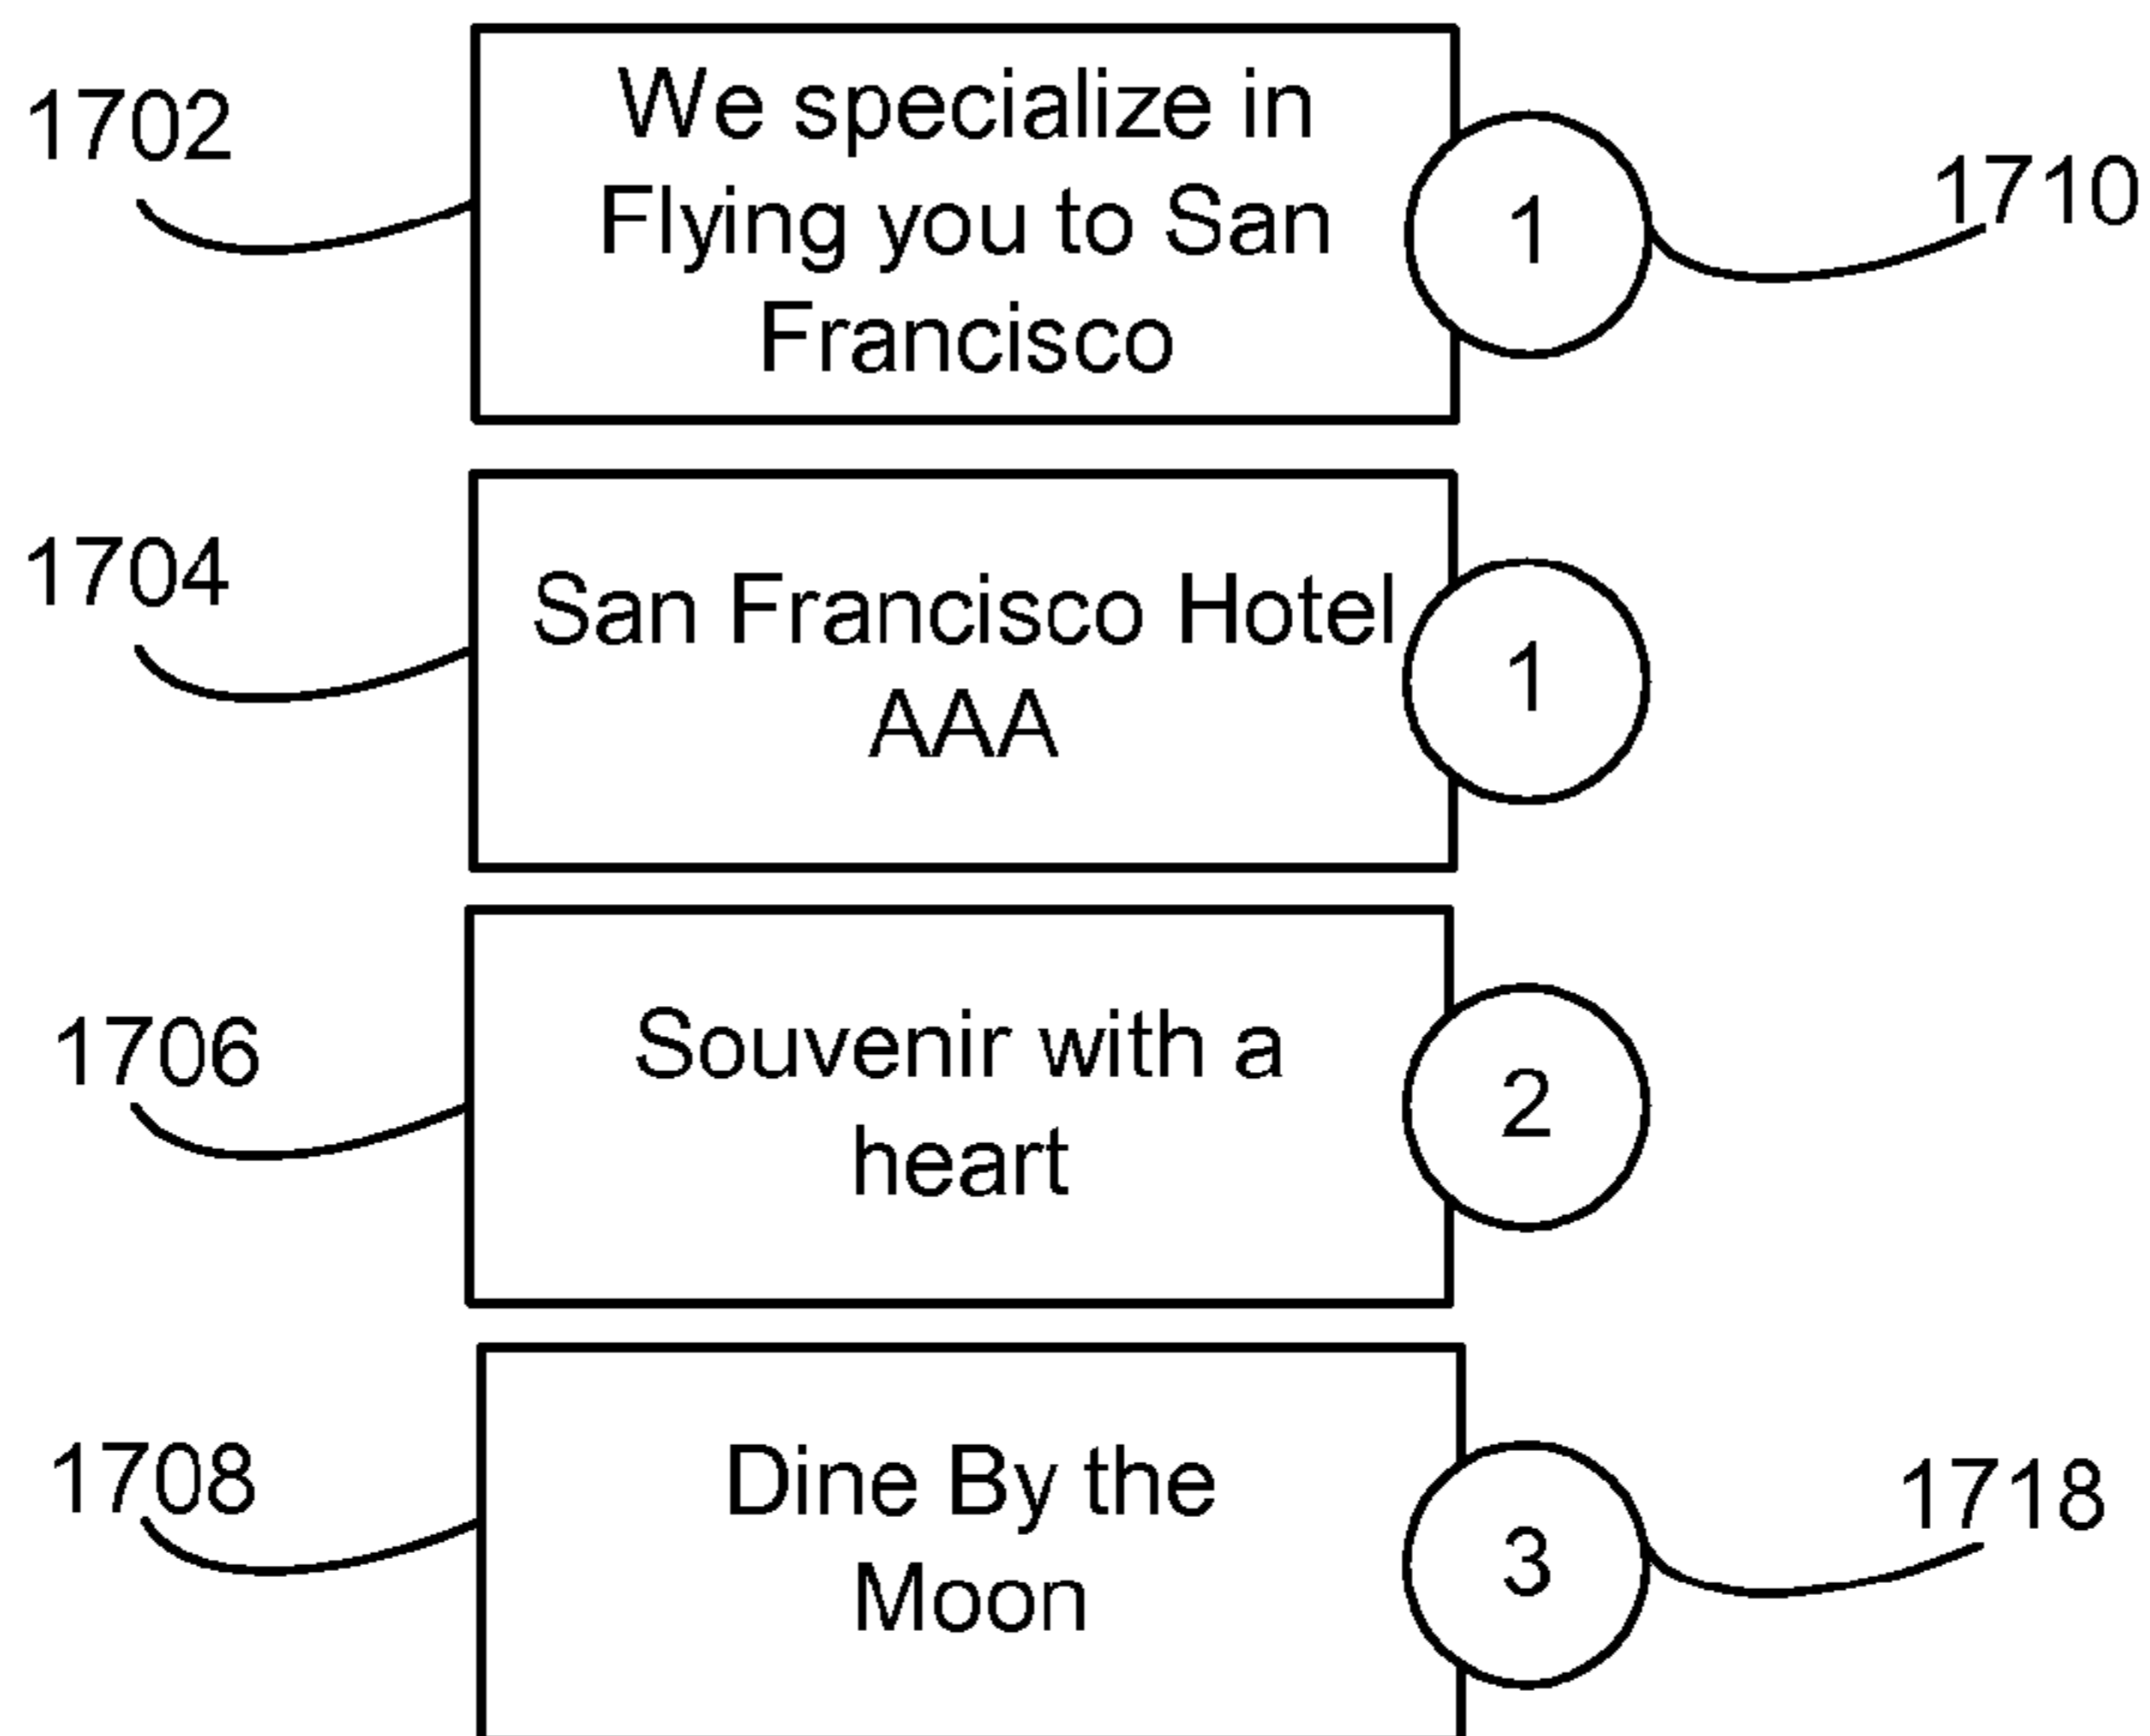 We specialize in
1702
1710
Flying you to San
1
Francisco
1704
San Francisco Hotel
1
AAA
1706
Souvenir with a
2
heart
1708
Dine By the
1718
3
Moon